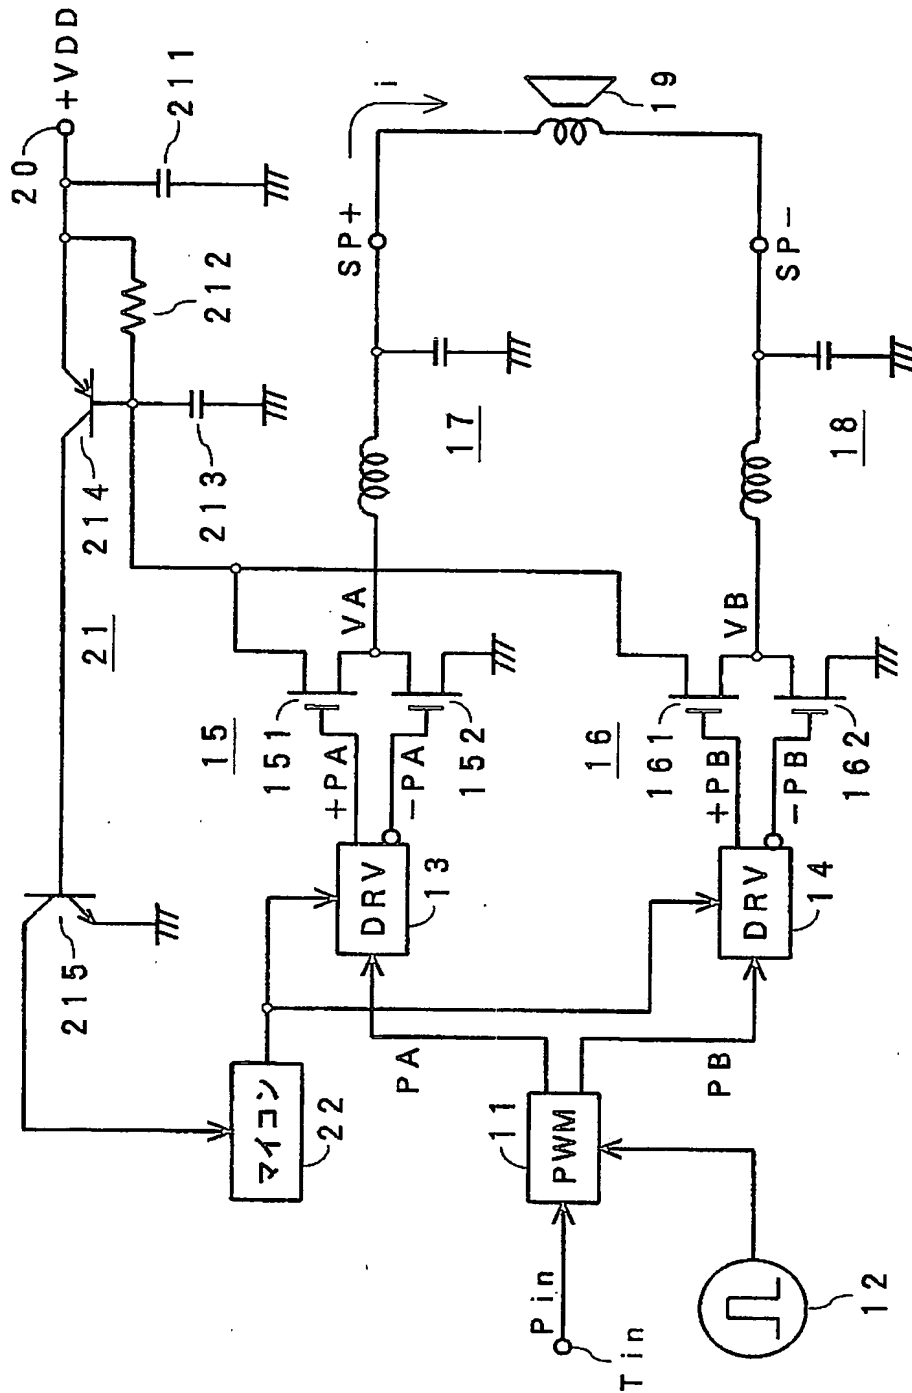 20
+VDD
211
212
213
214
21
215
SP+
i
19
17
VA
15
151
+PA
-PA
152
DRV
13
マイコン
22
SP-
18
VB
16
161
+PB
-PB
162
DRV
14
PA
PB
PWM
11
Pin
Tin
12